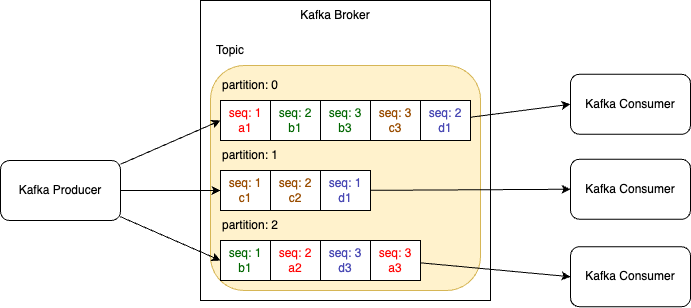 Kafka Broker
Topic
partition: 0
seq: 1 seq: 2 seq: 3 seq: 3 seq: 2
a1 b1 b3 c3 d1
partition: 1
seq: 1 seq: 2 seq: 1
c1 c2 d1
partition: 2
seq: 1 seq: 2 seq: 3 seq: 3
b1 a2 d3 a3
Kafka Producer
Kafka Consumer
Kafka Consumer
Kafka Consumer